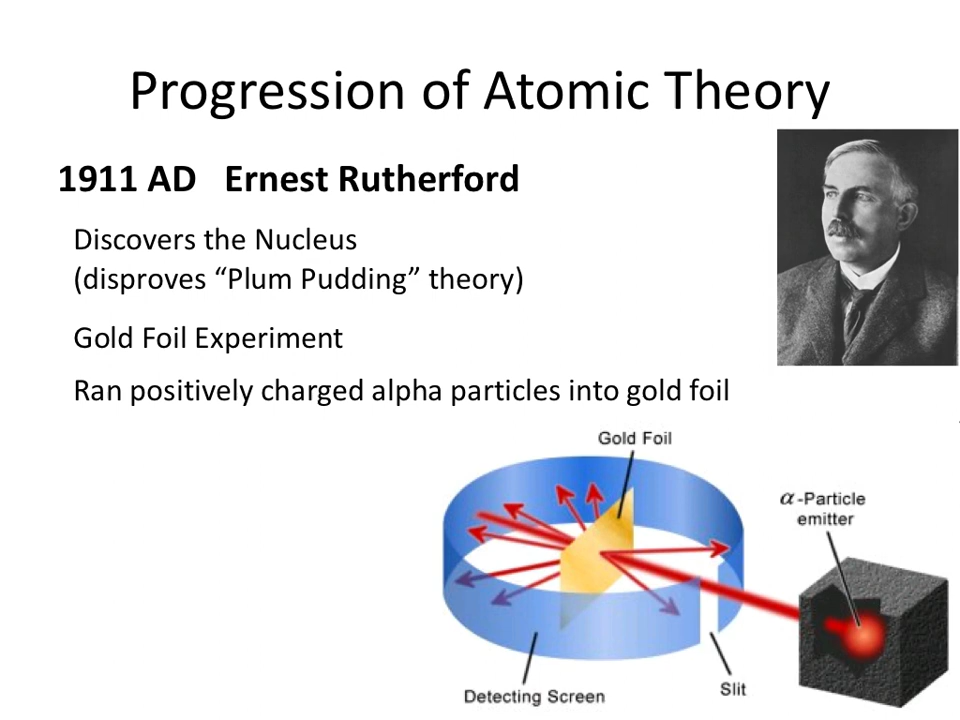 Progression of Atomic Theory
1911 AD   Ernest Rutherford
Discovers the Nucleus
(disproves “Plum Pudding” theory)
Gold Foil Experiment
Ran positively charged alpha particles into gold foil
Gold Foil
α-Particle
emitter
Detecting Screen
Slit